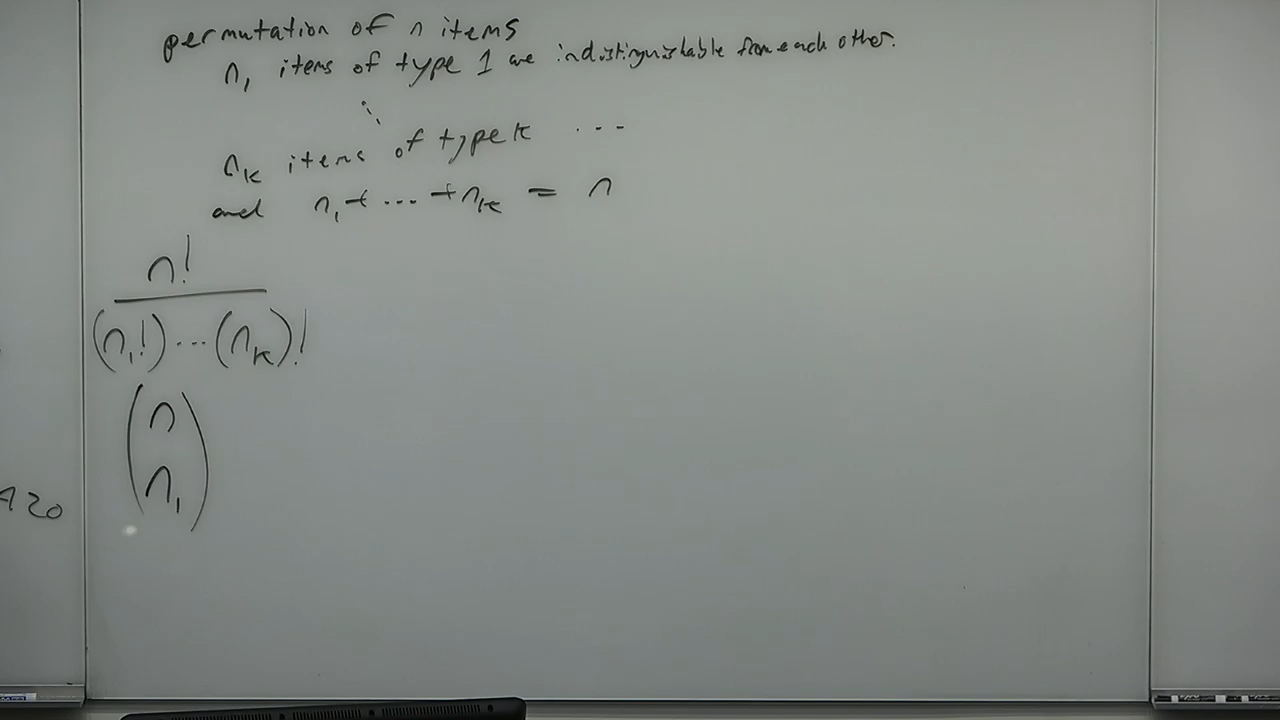 permutation of n items
n₁ items of type 1 are indistinguishable from each other.
⋱
nₖ items of type k ...
and n₁ + ... + nₖ = n
n!
(n₁!) ... (nₖ)!
(n
n₁)
20